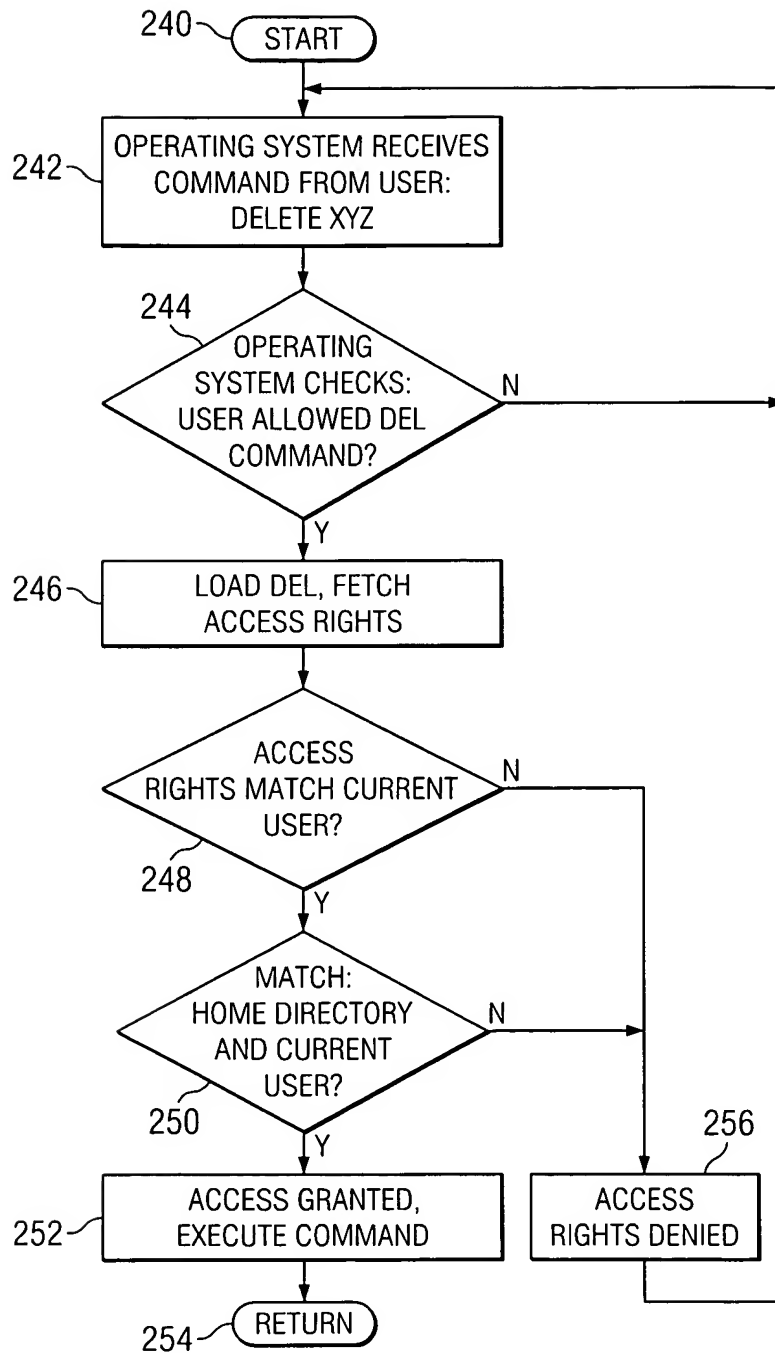 240
START
242
OPERATING SYSTEM RECEIVES
COMMAND FROM USER:
DELETE XYZ
244
OPERATING
SYSTEM CHECKS:
USER ALLOWED DEL
COMMAND?
N
Y
246
LOAD DEL, FETCH
ACCESS RIGHTS
ACCESS
RIGHTS MATCH CURRENT
USER?
N
248
Y
MATCH:
HOME DIRECTORY
AND CURRENT
USER?
N
250
Y
256
252
ACCESS GRANTED,
EXECUTE COMMAND
ACCESS
RIGHTS DENIED
254
RETURN